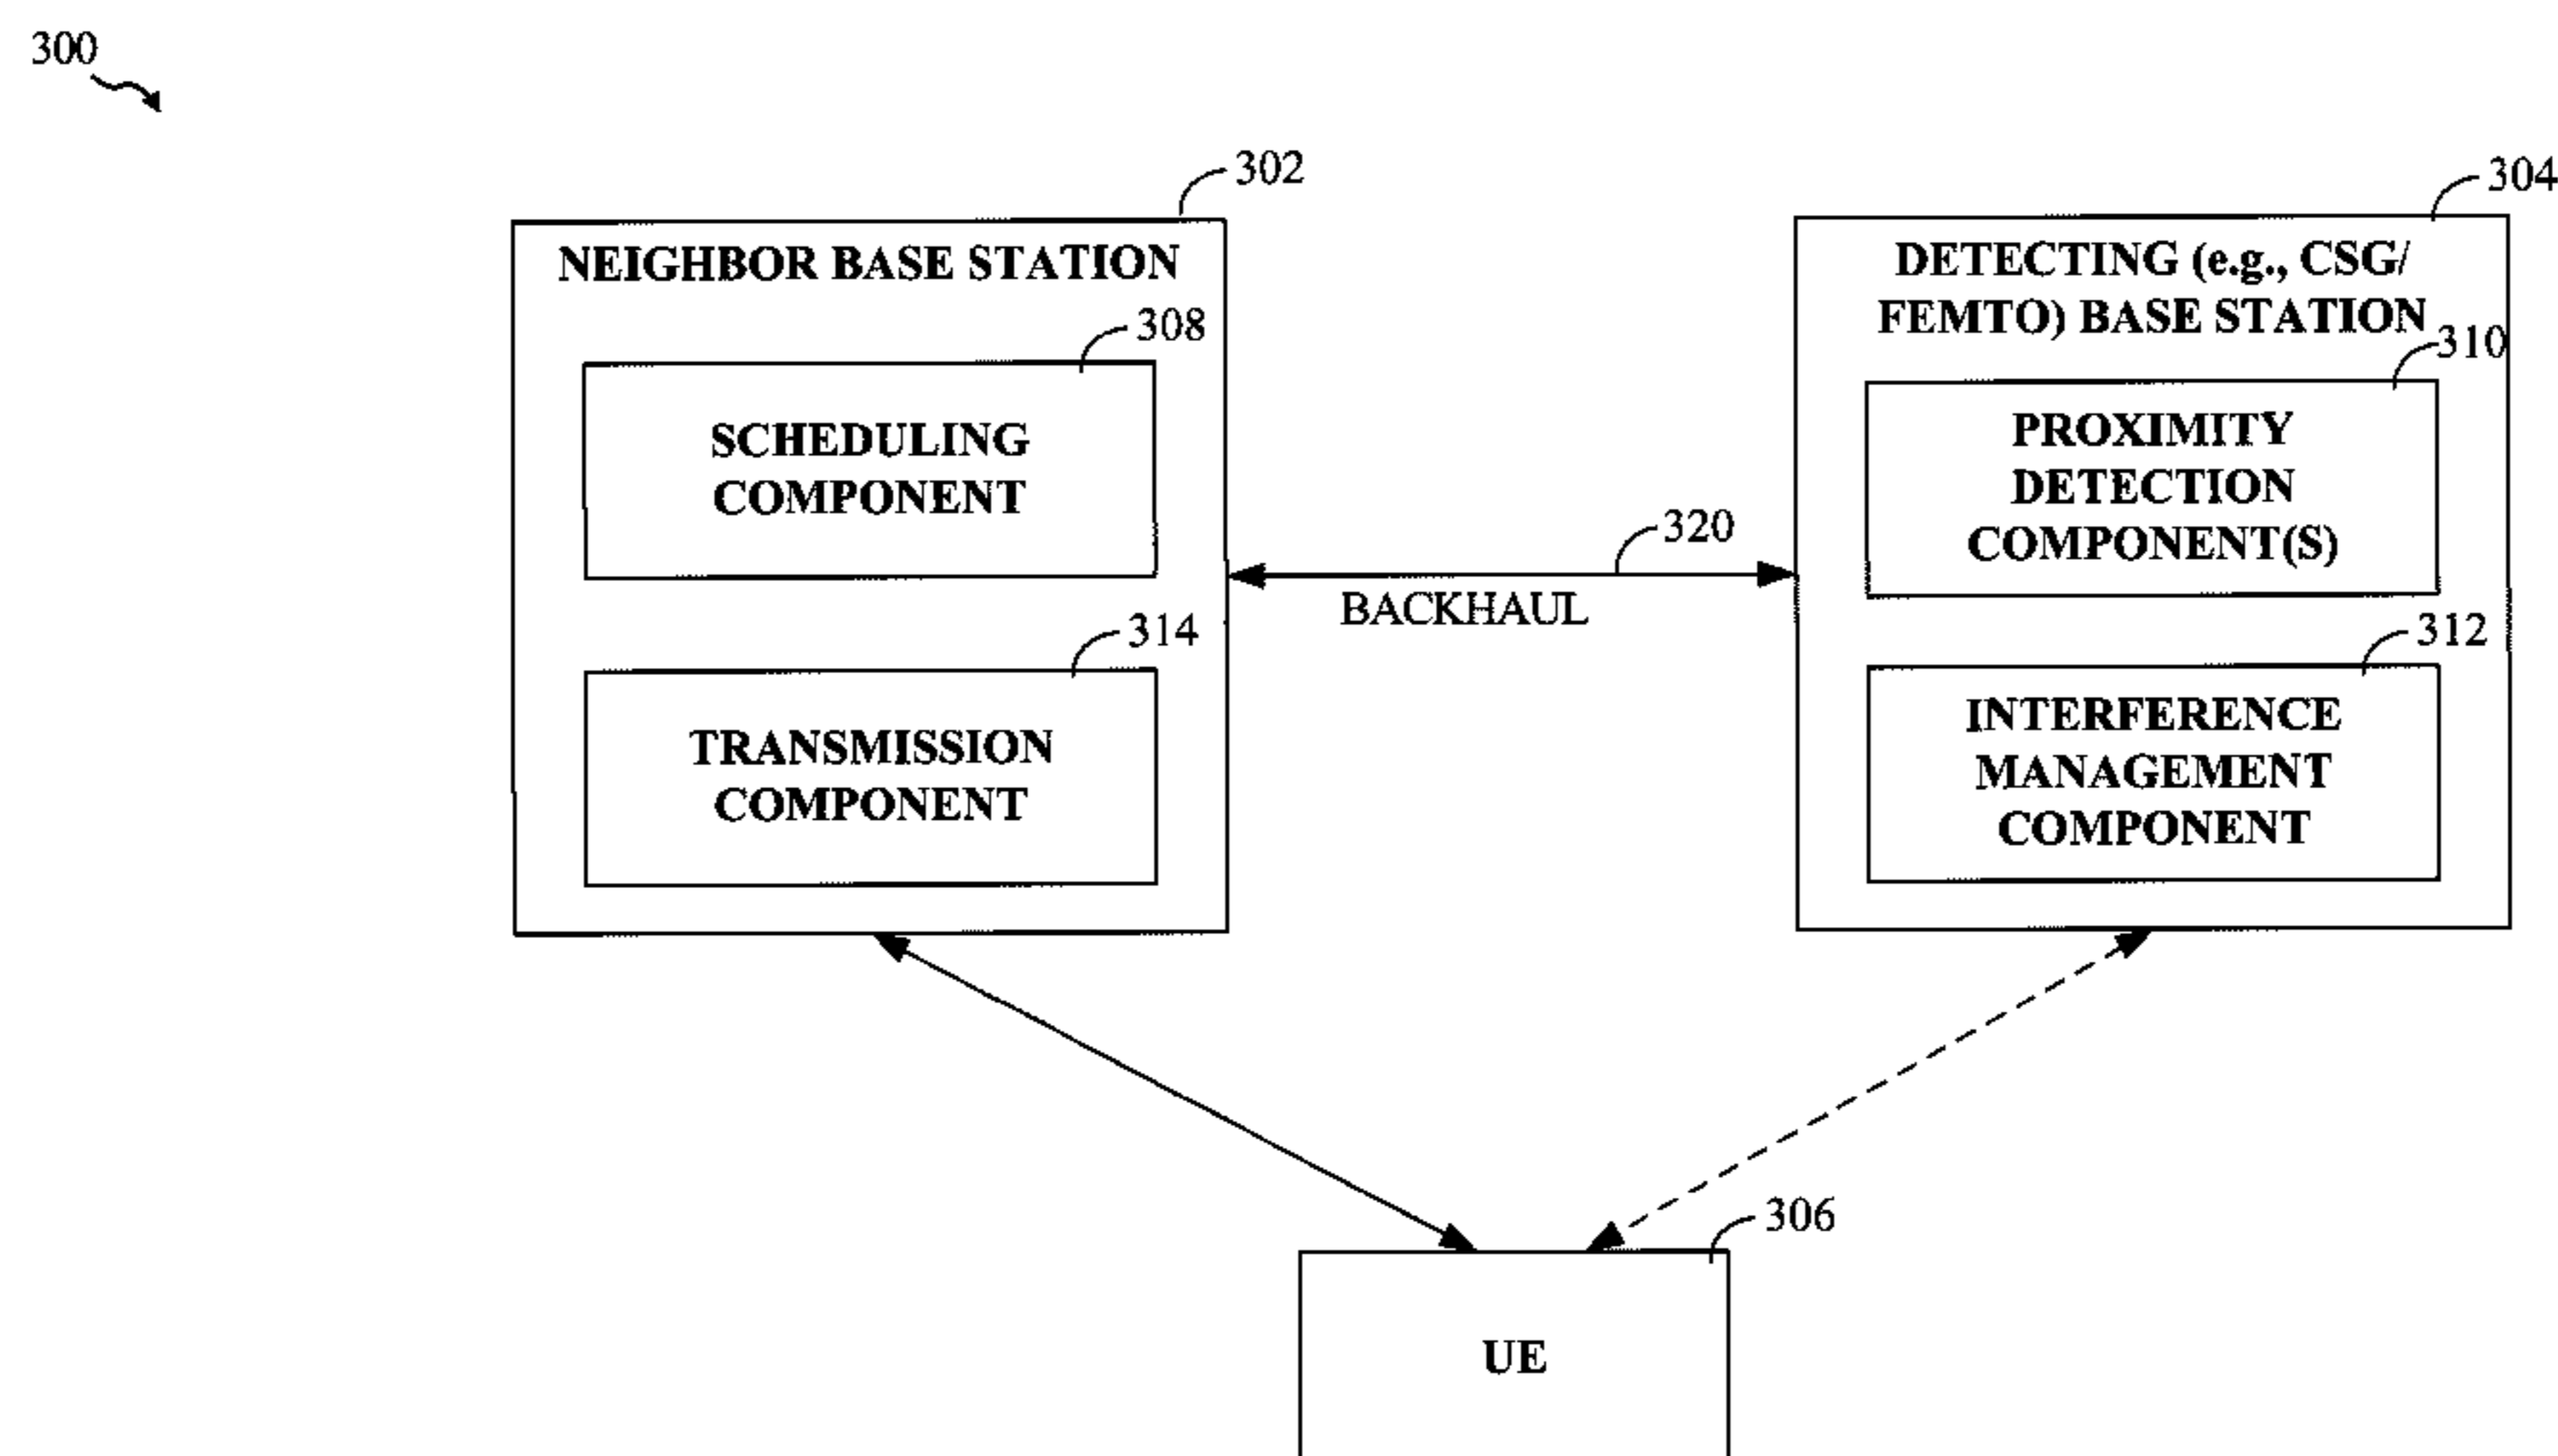 300
302
NEIGHBOR BASE STATION
308
SCHEDULING
COMPONENT
314
TRANSMISSION
COMPONENT
320
BACKHAUL
304
DETECTING (e.g., CSG/
FEMTO) BASE STATION
310
PROXIMITY
DETECTION
COMPONENT(S)
312
INTERFERENCE
MANAGEMENT
COMPONENT
306
UE